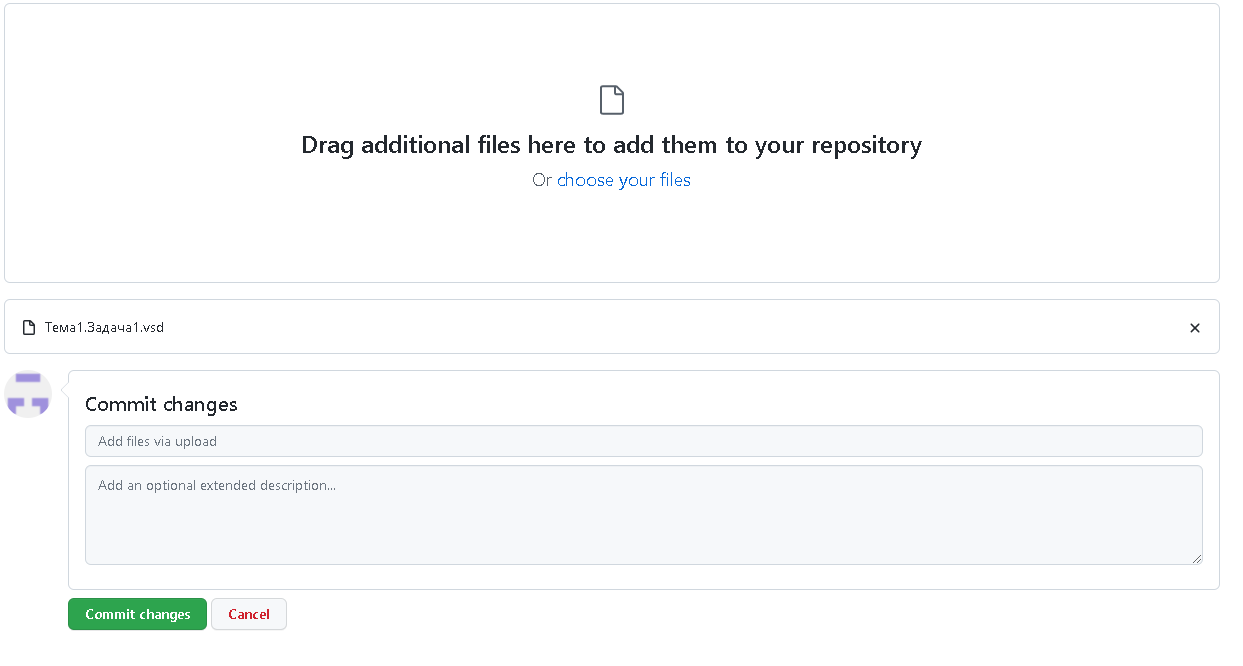 Drag additional files here to add them to your repository
Or choose your files
Тема1.Задача1.vsd
Commit changes
Add files via upload
Add an optional extended description...
Commit changes
Cancel